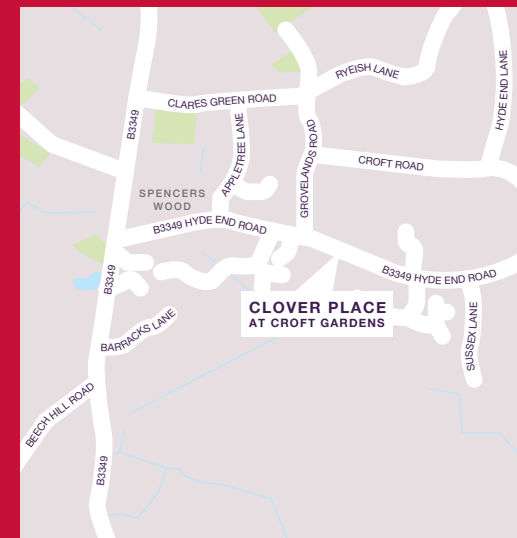 RYEISH LANE
HYDE END LANE
CLARES GREEN ROAD
B3349
APPLETREE LANE
GROVELANDS ROAD
CROFT ROAD
SPENCERS
WOOD
B3349 HYDE END ROAD
B3349 HYDE END ROAD
B3349
CLOVER PLACE
AT CROFT GARDENS
SUSSEX LANE
BARRACKS LANE
BEECH HILL ROAD
B3349